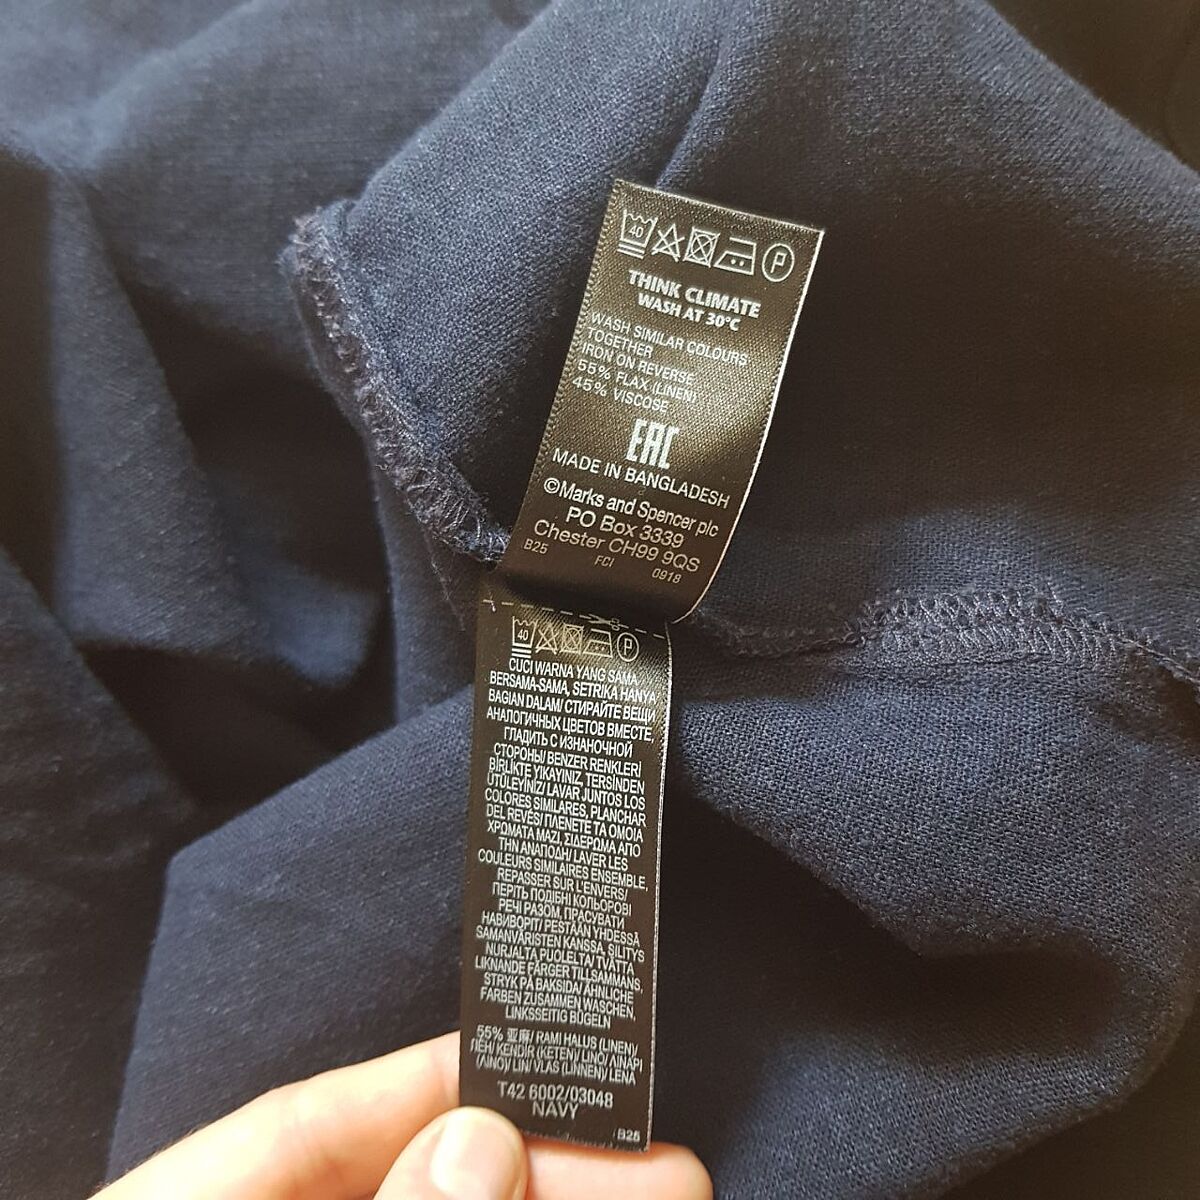 40 P
THINK CLIMATE
WASH AT 30°C
WASH SIMILAR COLOURS
TOGETHER
IRON ON REVERSE
55% FLAX (LINEN)
45% VISCOSE
EAC
MADE IN BANGLADESH
©Marks and Spencer plc
PO Box 3339
Chester CH99 9QS
B25 FCI 0918
40 P
CUCI WARNA YANG SAMA
BERSAMA-SAMA, SETRIKA HANYA
BAGIAN DALAM/ СТИРАЙТЕ ВЕЩИ
АНАЛОГИЧНЫХ ЦВЕТОВ ВМЕСТЕ,
ГЛАДИТЬ С ИЗНАНОЧНОЙ
СТОРОНЫ/ BENZER RENKLERİ
BİRLİKTE YIKAYINIZ, TERSİNDEN
ÜTÜLEYİNİZ/ LAVAR JUNTOS LOS
COLORES SIMILARES, PLANCHAR
DEL REVÉS/ ΠΛΕΝΕΤΕ ΤΑ ΟΜΟΙΑ
ΧΡΩΜΑΤΑ ΜΑΖΙ, ΣΙΔΕΡΩΜΑ ΑΠΟ
ΤΗΝ ΑΝΑΠΟΔΗ/ LAVER LES
COULEURS SIMILAIRES ENSEMBLE,
REPASSER SUR L'ENVERS/
ПЕРІТЬ ПОДІБНІ КОЛЬОРОВІ
РЕЧІ РАЗОМ, ПРАСУВАТИ
НАВИВОРІТ/ PESTÄÄN YHDESSÄ
SAMANVÄRISTEN KANSSA, SILITYS
NURJALTA PUOLELTA/ TVÄTTA
LIKNANDE FÄRGER TILLSAMMANS,
STRYK PÅ BAKSIDA/ ÄHNLICHE
FARBEN ZUSAMMEN WASCHEN,
LINKSSEITIG BÜGELN
55% 亚麻/ RAMI HALUS (LINEN)/
ЛЁН/ KENDİR (KETEN)/ LINO/ ΛΙΝΑΡΙ
(ΛΙΝΟ)/ LIN/ VLAS (LINNEN)/ LENA
T42 6002/03048
NAVY
B25